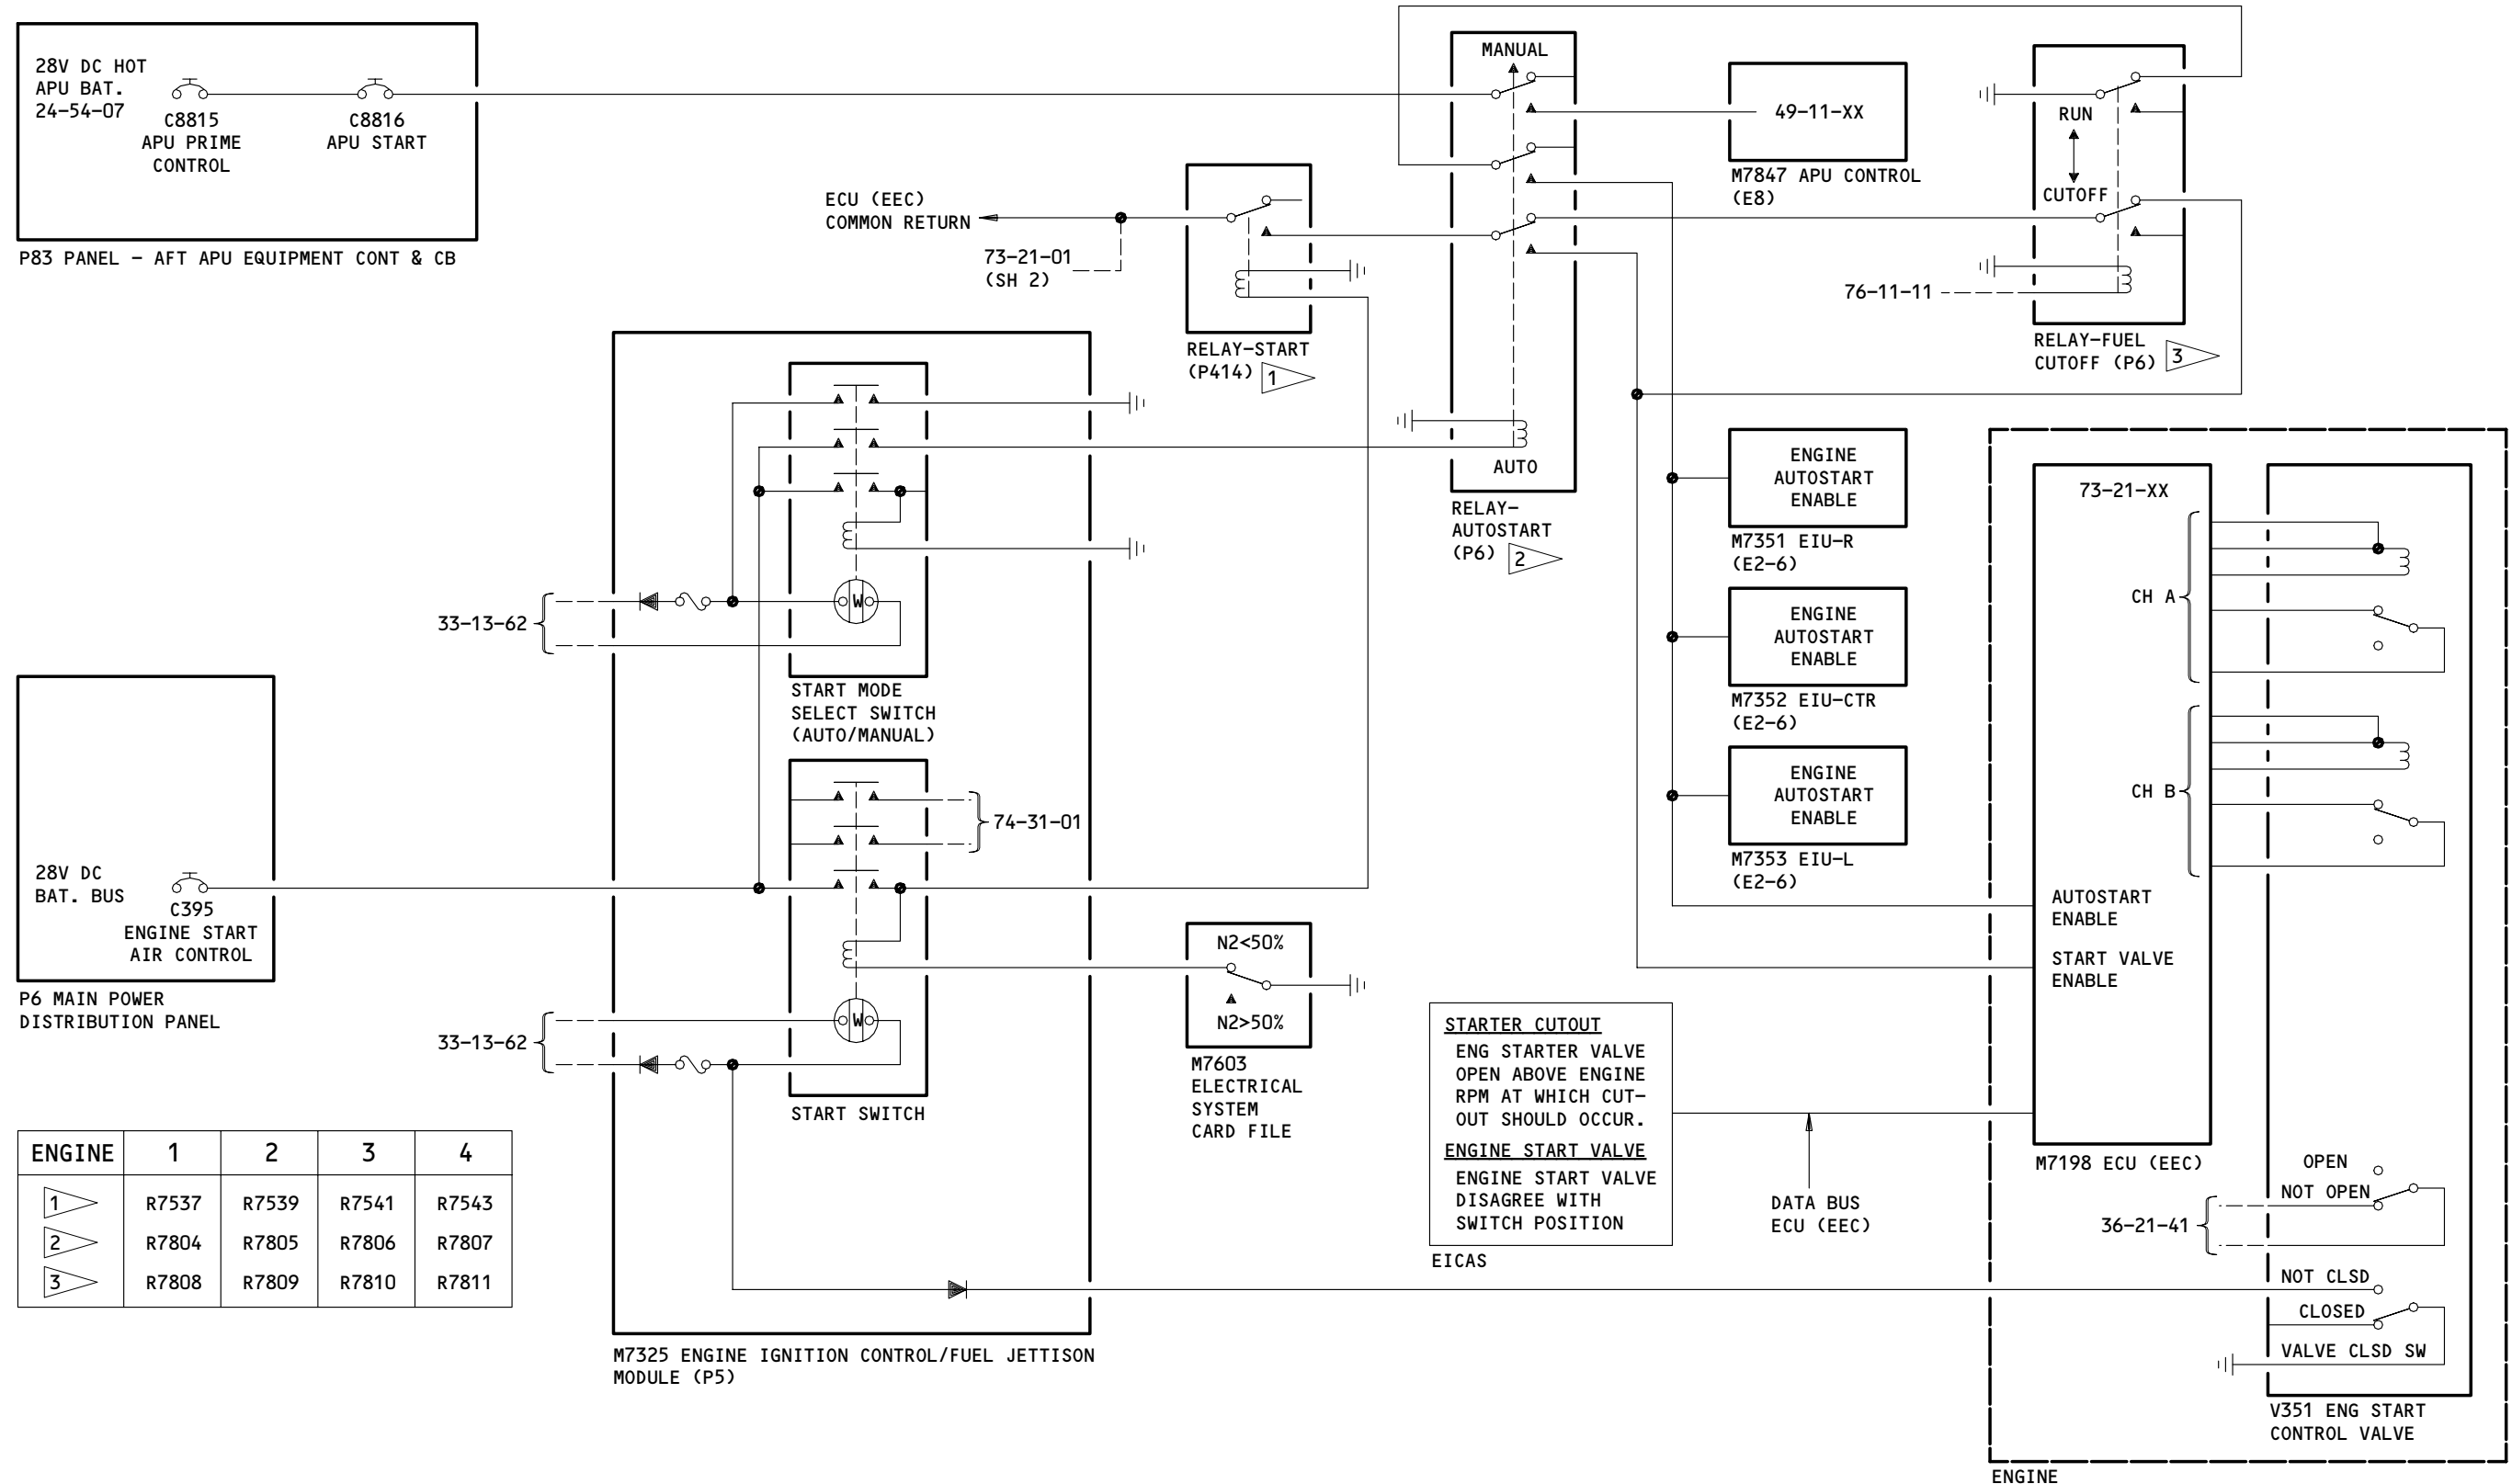 28V DC HOT
APU BAT.
24-54-07
C8815
APU PRIME
CONTROL
C8816
APU START
P83 PANEL - AFT APU EQUIPMENT CONT & CB
ECU (EEC)
COMMON RETURN
73-21-01
(SH 2)
RELAY-START
(P414)
1
MANUAL
AUTO
RELAY-
AUTOSTART
(P6)
2
49-11-XX
M7847 APU CONTROL
(E8)
RUN
CUTOFF
76-11-11
RELAY-FUEL
CUTOFF (P6)
3
33-13-62
W
START MODE
SELECT SWITCH
(AUTO/MANUAL)
74-31-01
28V DC
BAT. BUS
C395
ENGINE START
AIR CONTROL
P6 MAIN POWER
DISTRIBUTION PANEL
33-13-62
W
START SWITCH
N2<50%
N2>50%
M7603
ELECTRICAL
SYSTEM
CARD FILE
M7325 ENGINE IGNITION CONTROL/FUEL JETTISON
MODULE (P5)
ENGINE
AUTOSTART
ENABLE
M7351 EIU-R
(E2-6)
ENGINE
AUTOSTART
ENABLE
M7352 EIU-CTR
(E2-6)
ENGINE
AUTOSTART
ENABLE
M7353 EIU-L
(E2-6)
73-21-XX
CH A
CH B
AUTOSTART
ENABLE
START VALVE
ENABLE
M7198 ECU (EEC)
STARTER CUTOUT
ENG STARTER VALVE
OPEN ABOVE ENGINE
RPM AT WHICH CUT-
OUT SHOULD OCCUR.
ENGINE START VALVE
ENGINE START VALVE
DISAGREE WITH
SWITCH POSITION
EICAS
DATA BUS
ECU (EEC)
OPEN
NOT OPEN
36-21-41
NOT CLSD
CLOSED
VALVE CLSD SW
V351 ENG START
CONTROL VALVE
ENGINE
ENGINE 1 2 3 4
1 R7537 R7539 R7541 R7543
2 R7804 R7805 R7806 R7807
3 R7808 R7809 R7810 R7811